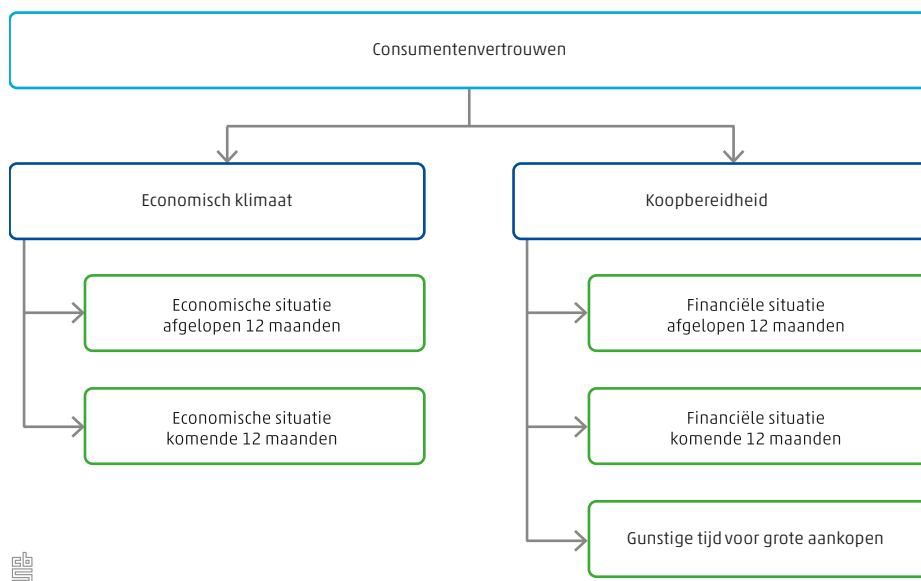 Consumentenvertrouwen
Economisch klimaat
Economische situatie
afgelopen 12 maanden
Economische situatie
komende 12 maanden
Koopbereidheid
Financiële situatie
afgelopen 12 maanden
Financiële situatie
komende 12 maanden
Gunstige tijd voor grote aankopen
cbs